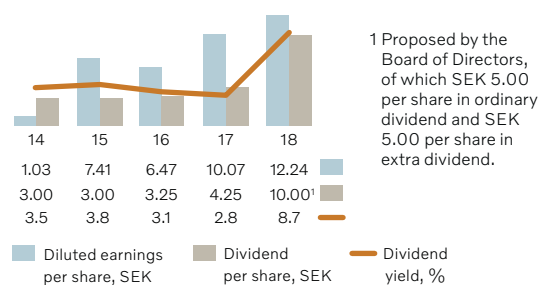 14 15 16 17 18
1.03 7.41 6.47 10.07 12.24
3.00 3.00 3.25 4.25 10.00¹
3.5 3.8 3.1 2.8 8.7
Diluted earnings
per share, SEK
Dividend
per share, SEK
Dividend
yield, %
1 Proposed by the
Board of Directors,
of which SEK 5.00
per share in ordinary
dividend and SEK
5.00 per share in
extra dividend.